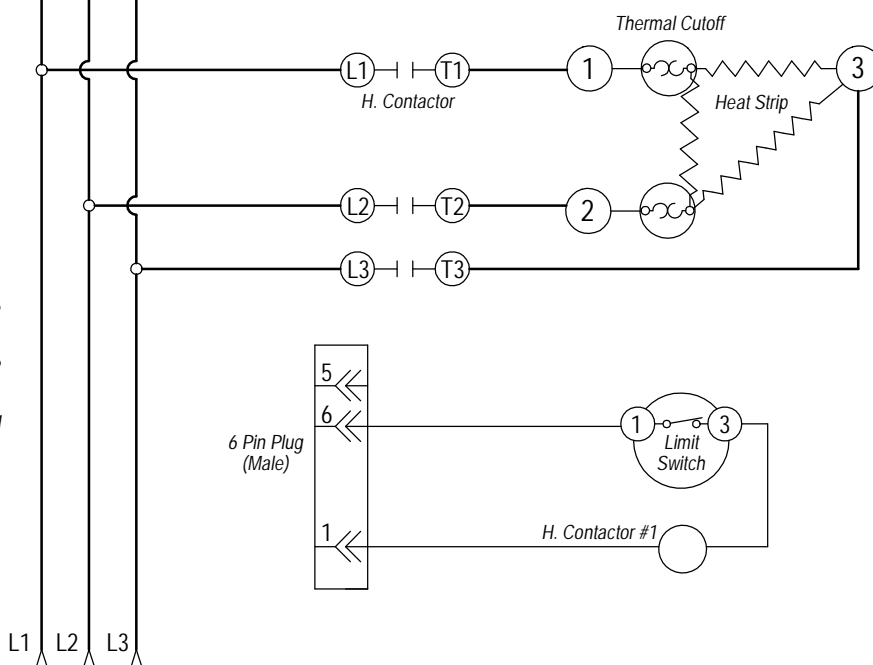 Thermal Cutoff
L1 T1 1 3
H. Contactor
Heat Strip
L2 T2 2
L3 T3
5
6
6 Pin Plug
(Male)
1 3
Limit
Switch
1
H. Contactor #1
L1 L2 L3